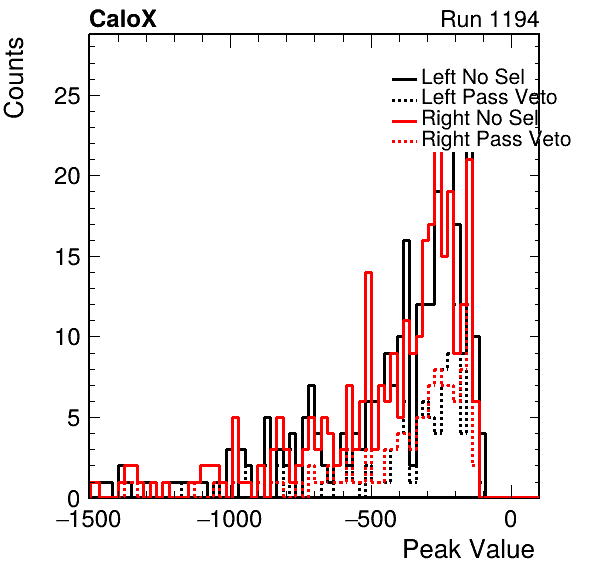 CaloX Run 1194
Counts
Left No Sel
Left Pass Veto
Right No Sel
Right Pass Veto
25
20
15
10
5
0
−1500 −1000 −500 0
Peak Value